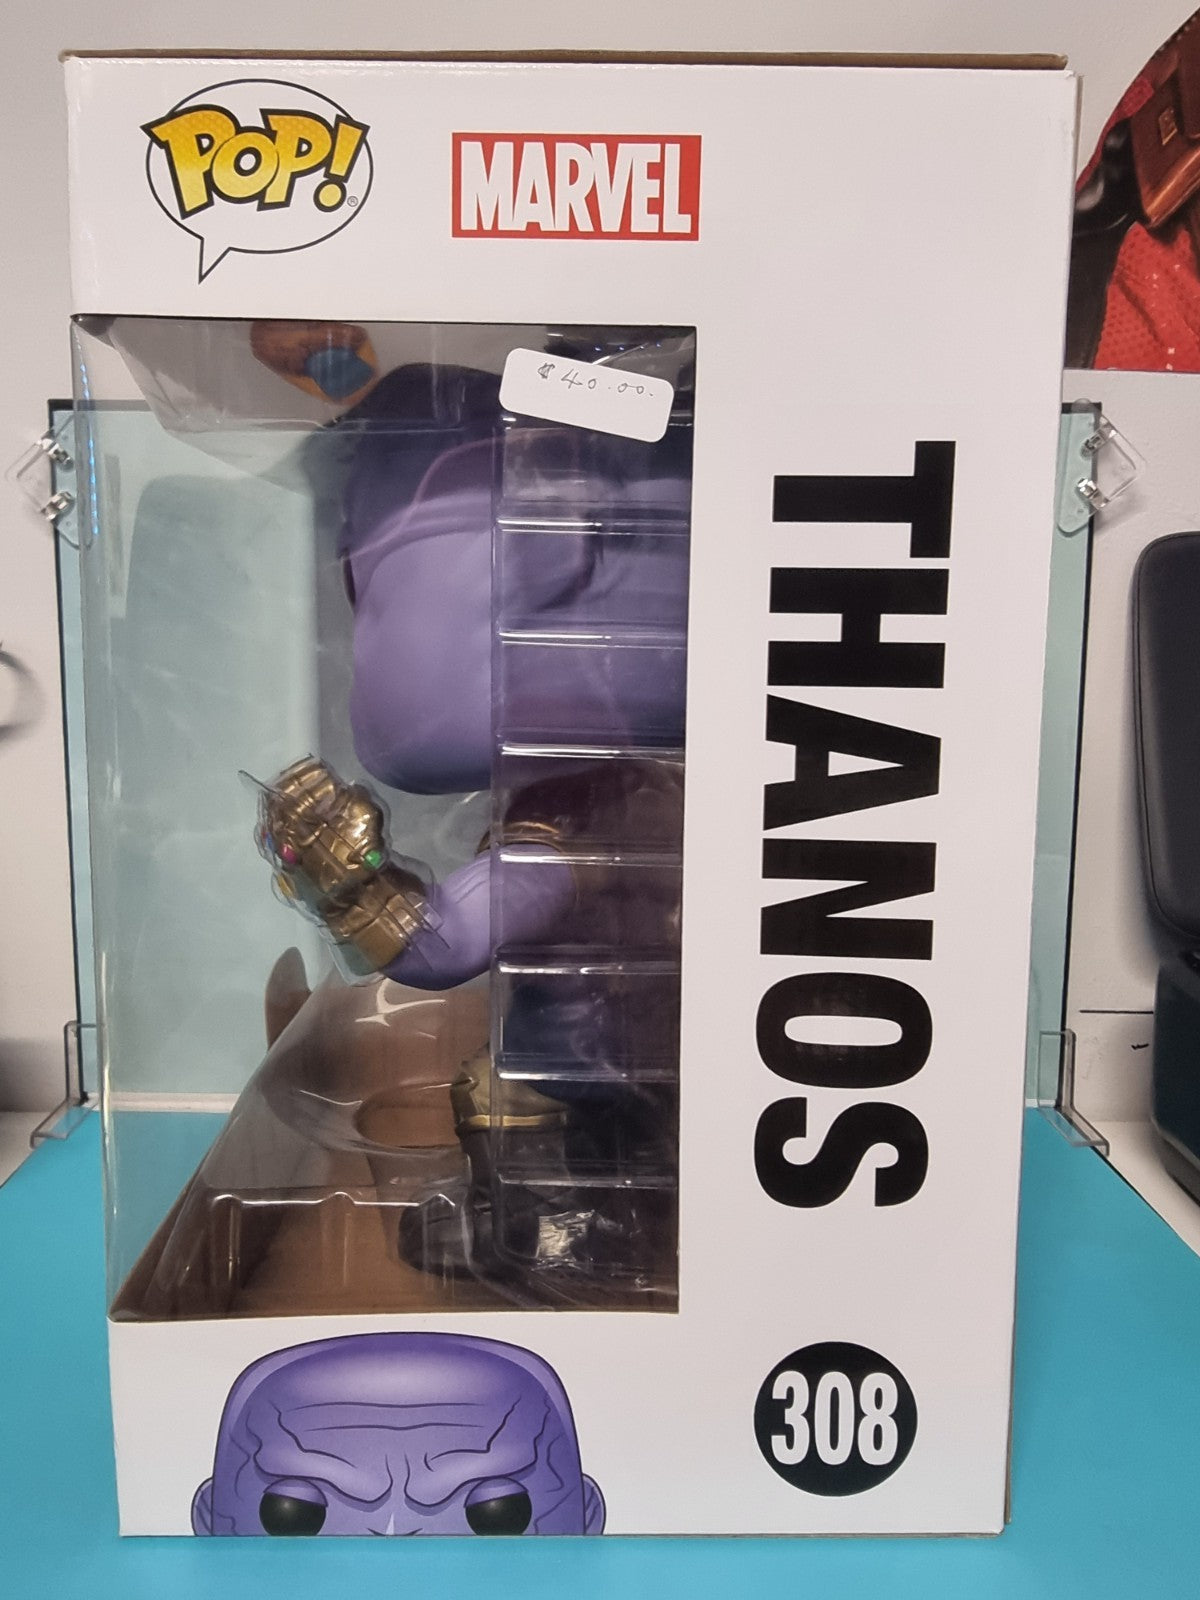 POP!®
MARVEL
$ 40.00.
THANOS
308